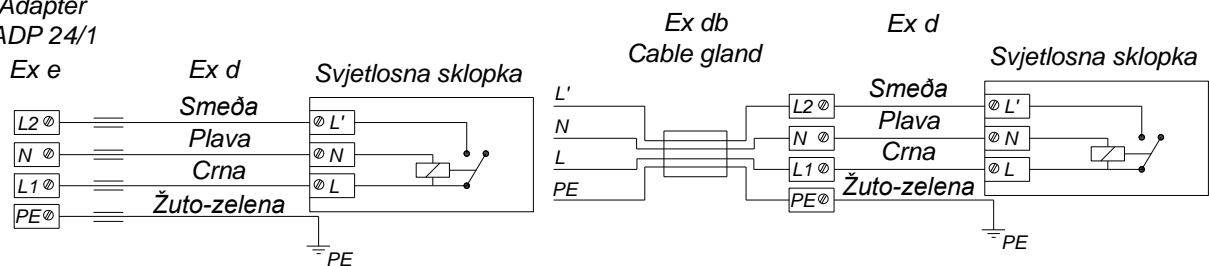 Adapter
ADP 24/1
Ex e
Ex d
Svjetlosna sklopka
L2
Smeđa
L'
N
Plava
N
L1
Crna
L
PE
Žuto-zelena
PE
Ex db
Cable gland
Ex d
Svjetlosna sklopka
L'
L2
Smeđa
L'
N
N
Plava
N
L
L1
Crna
L
PE
PE
Žuto-zelena
PE